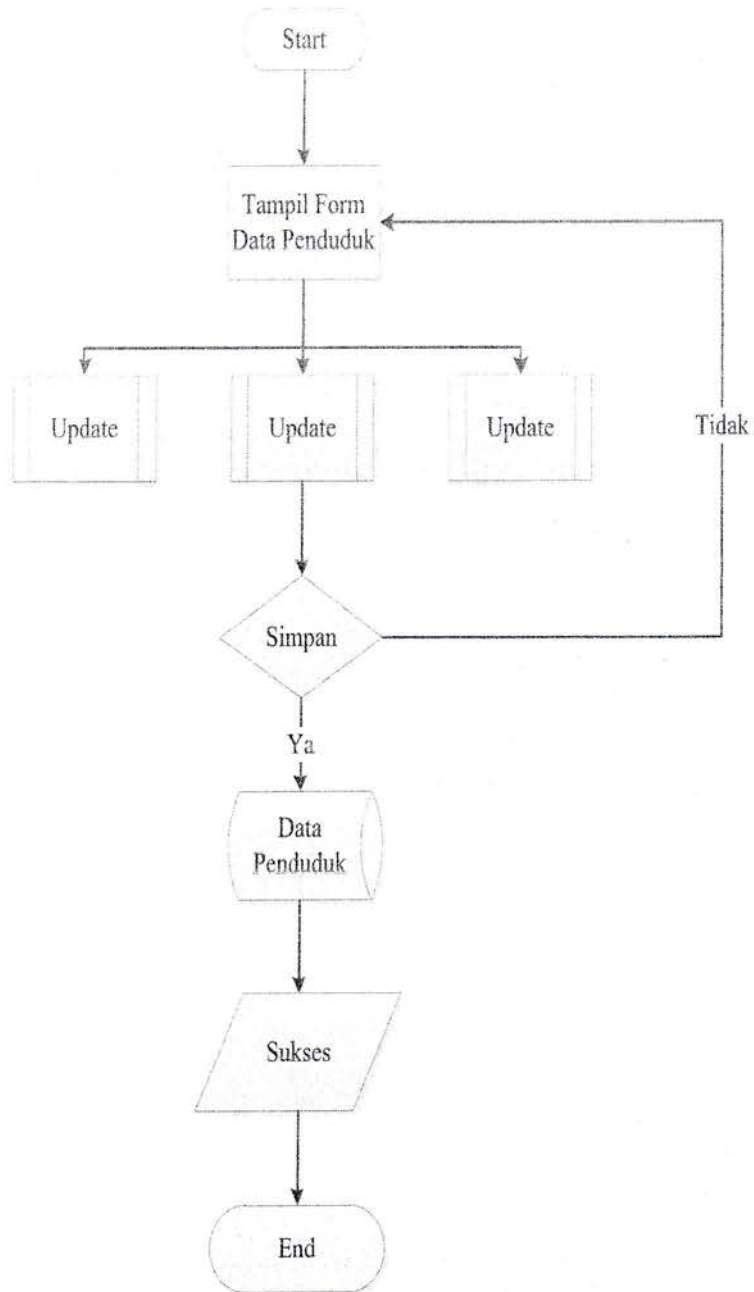 Start
Tampil Form
Data Penduduk
Update
Update
Update
Tidak
Simpan
Ya
Data
Penduduk
Sukses
End